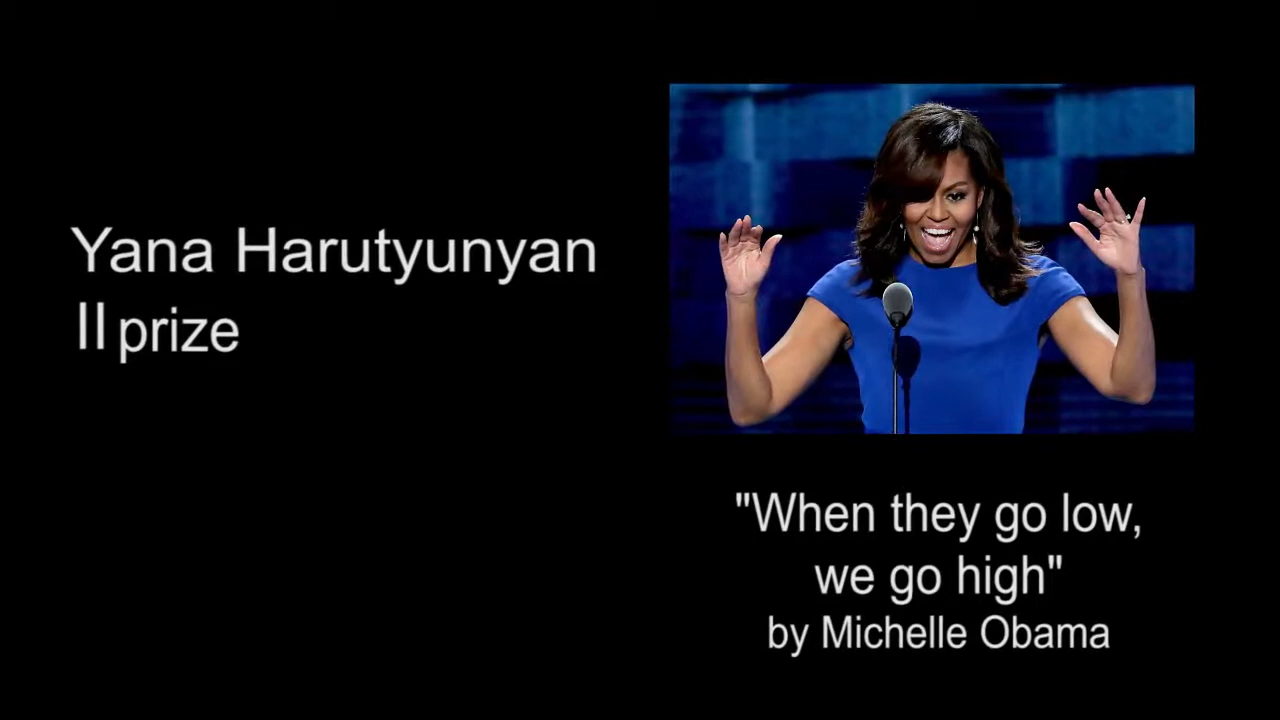 Yana Harutyunyan
II prize
"When they go low,
we go high"
by Michelle Obama